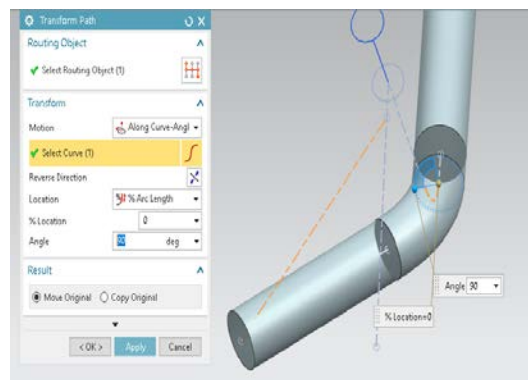 Transform Path
Routing Object
Select Routing Object (1)
Transform
Motion Along Curve-Angl
Select Curve (1)
Reverse Direction
Location % Arc Length
% Location 0
Angle 90 deg
Result
Move Original Copy Original
< OK > Apply Cancel
Angle 90
% Location=0